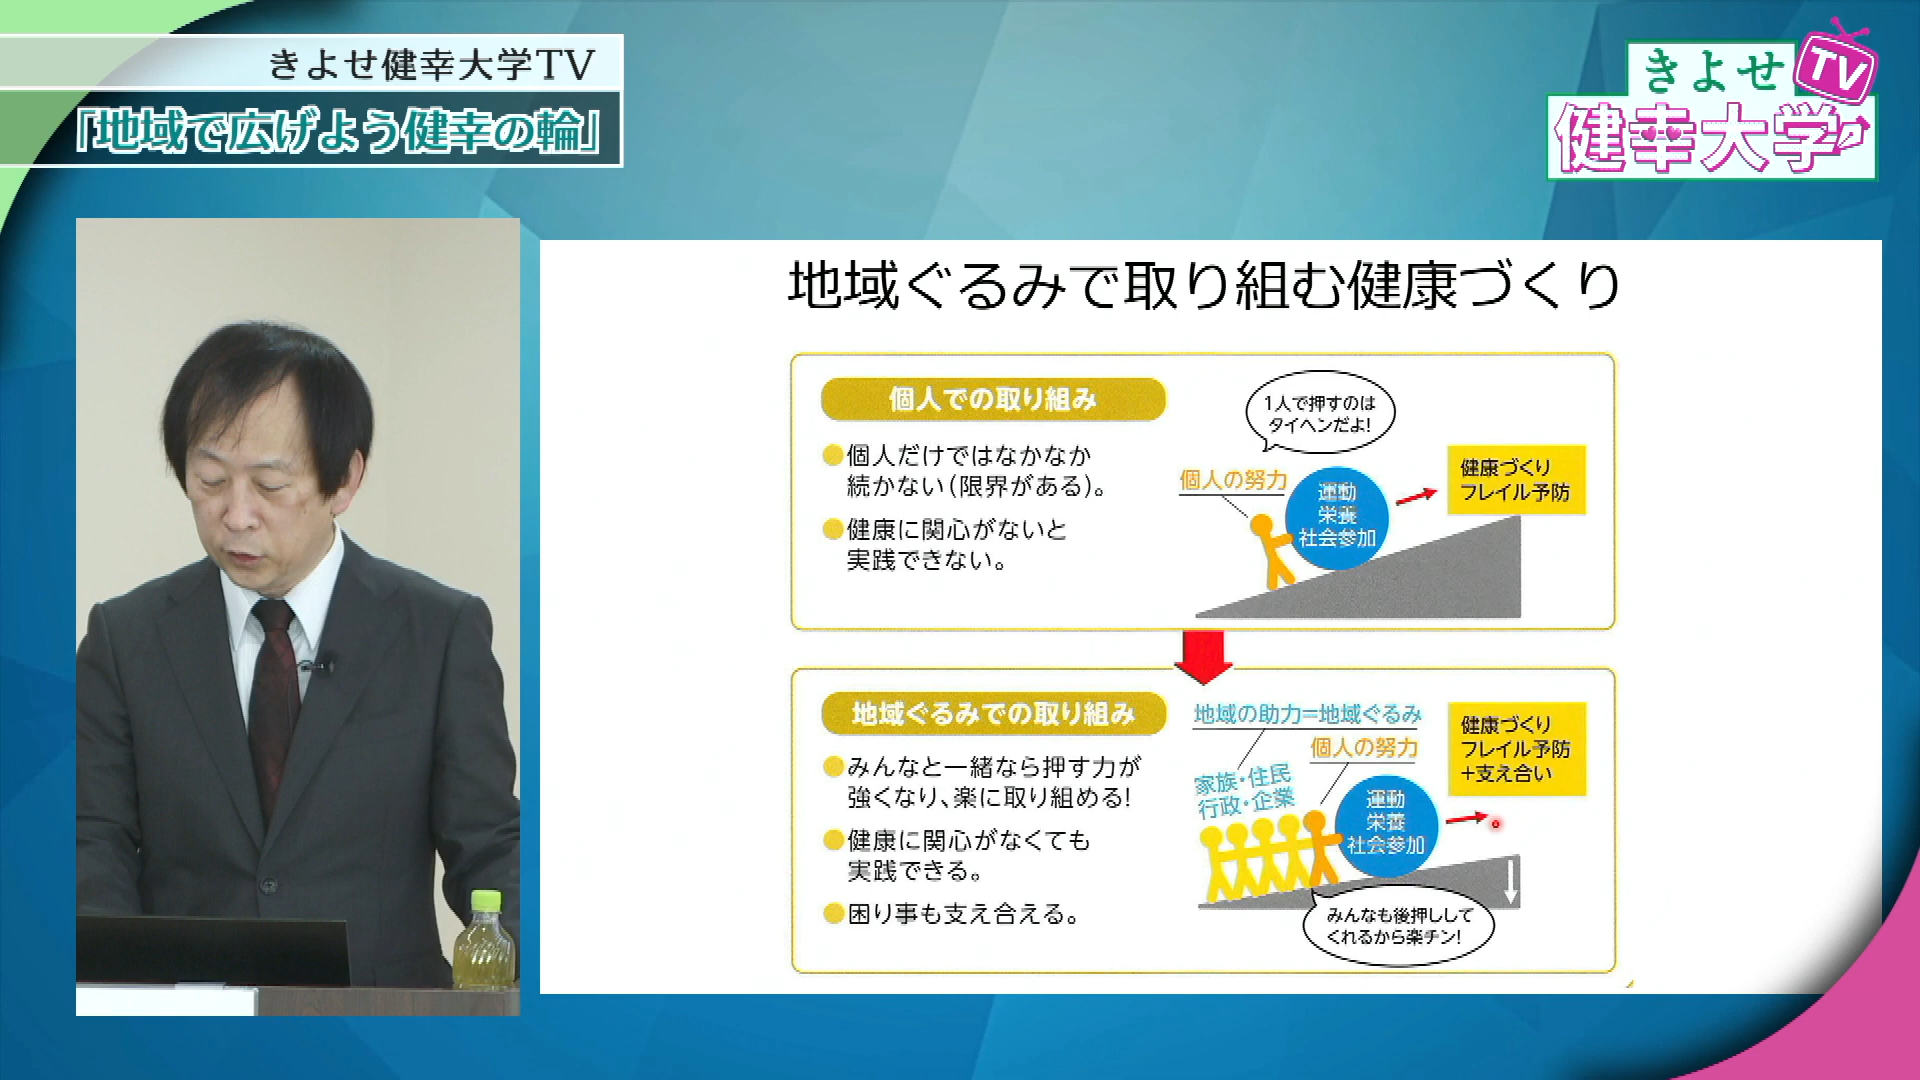 きよせ健幸大学TV
「地域で広げよう健幸の輪」
きよせ
TV
健幸大学
地域ぐるみで取り組む健康づくり
個人での取り組み
●個人だけではなかなか
続かない（限界がある）。
●健康に関心がないと
実践できない。
1人で押すのは
タイヘンだよ！
個人の努力
運動
栄養
社会参加
健康づくり
フレイル予防
地域ぐるみでの取り組み
●みんなと一緒なら押す力が
強くなり、楽に取り組める！
●健康に関心がなくても
実践できる。
●困り事も支え合える。
地域の助力＝地域ぐるみ
個人の努力
家族・住民
行政・企業
運動
栄養
社会参加
健康づくり
フレイル予防
＋支え合い
みんなも後押しして
くれるから楽チン！